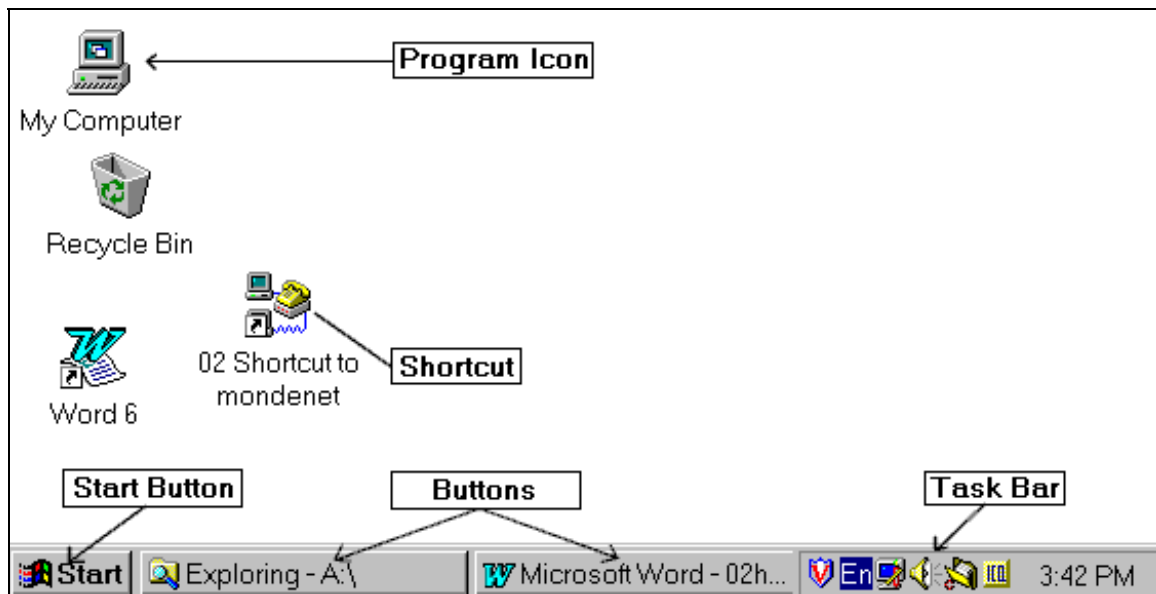 Program Icon
My Computer
Recycle Bin
02 Shortcut to
mondenet
Shortcut
Word 6
Start Button
Buttons
Task Bar
Start
Exploring - A:\
Microsoft Word - 02h...
En
ICQ
3:42 PM